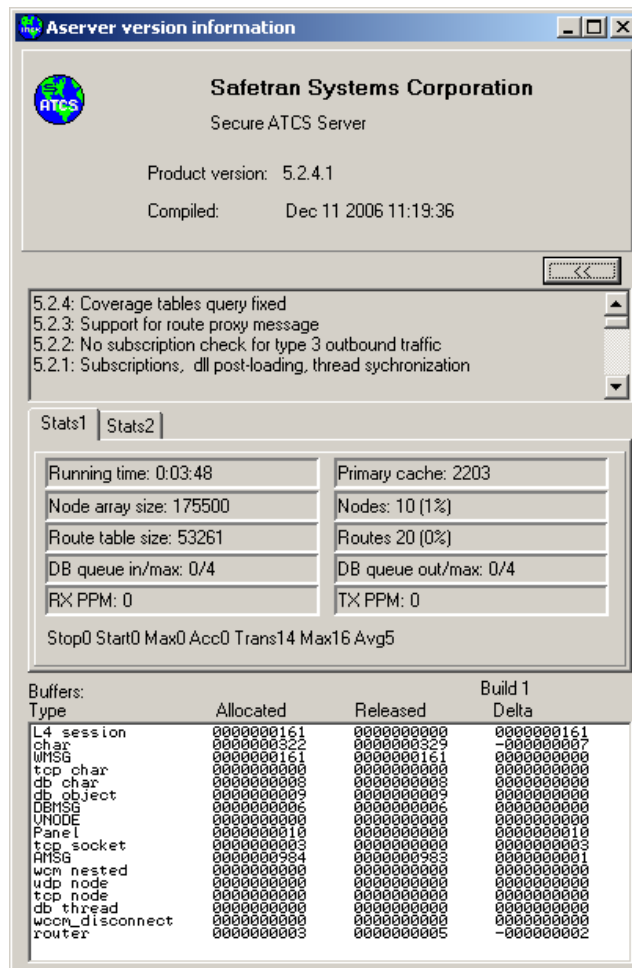 Aserver version information
ATCS
Safetran Systems Corporation
Secure ATCS Server
Product version: 5.2.4.1
Compiled: Dec 11 2006 11:19:36
<<
5.2.4: Coverage tables query fixed
5.2.3: Support for route proxy message
5.2.2: No subscription check for type 3 outbound traffic
5.2.1: Subscriptions, dll post-loading, thread sychronization
Stats1 Stats2
Running time: 0:03:48 Primary cache: 2203
Node array size: 175500 Nodes: 10 (1%)
Route table size: 53261 Routes 20 (0%)
DB queue in/max: 0/4 DB queue out/max: 0/4
RX PPM: 0 TX PPM: 0
Stop0 Start0 Max0 Acc0 Trans14 Max16 Avg5
Buffers: Build 1
Type Allocated Released Delta
L4 session 0000000161 0000000000 0000000161
char 0000000322 0000000329 -000000007
WMSG 0000000161 0000000161 0000000000
tcp char 0000000000 0000000000 0000000000
db char 0000000008 0000000008 0000000000
db object 0000000009 0000000009 0000000000
DBMSG 0000000006 0000000006 0000000000
VNODE 0000000000 0000000000 0000000000
Panel 0000000010 0000000000 0000000010
tcp socket 0000000003 0000000000 0000000003
AMSG 0000000984 0000000983 0000000001
wcm nested 0000000000 0000000000 0000000000
udp node 0000000000 0000000000 0000000000
tcp node 0000000000 0000000000 0000000000
db thread 0000000000 0000000000 0000000000
wccm_disconnect 0000000000 0000000000 0000000000
router 0000000003 0000000005 -000000002